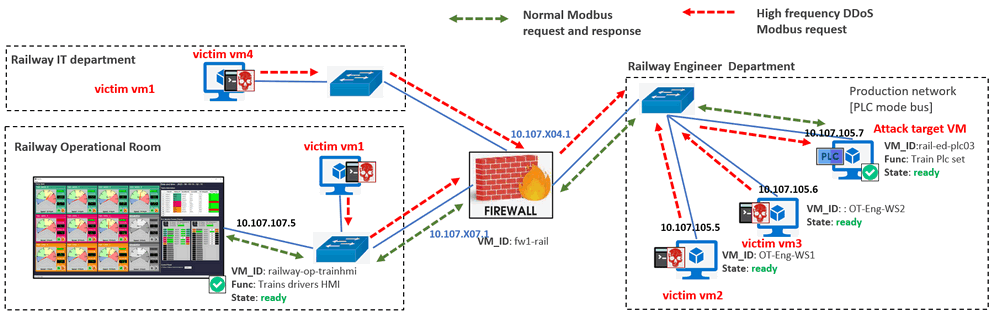 Normal Modbus
request and response
High frequency DDoS
Modbus request
Railway IT department
victim vm4
victim vm1
Railway Engineer Department
Production network
[PLC mode bus]
10.107.X04.1
10.107.105.7
Attack target VM
VM_ID:rail-ed-plc03
Func: Train Plc set
State: ready
PLC
Railway Operational Room
victim vm1
10.107.107.5
FIREWALL
10.107.X07.1
VM_ID: fw1-rail
VM_ID: railway-op-trainhmi
Func: Trains drivers HMI
State: ready
10.107.105.6
VM_ID: : OT-Eng-WS2
State: ready
victim vm3
10.107.105.5
VM_ID: OT-Eng-WS1
State: ready
victim vm2